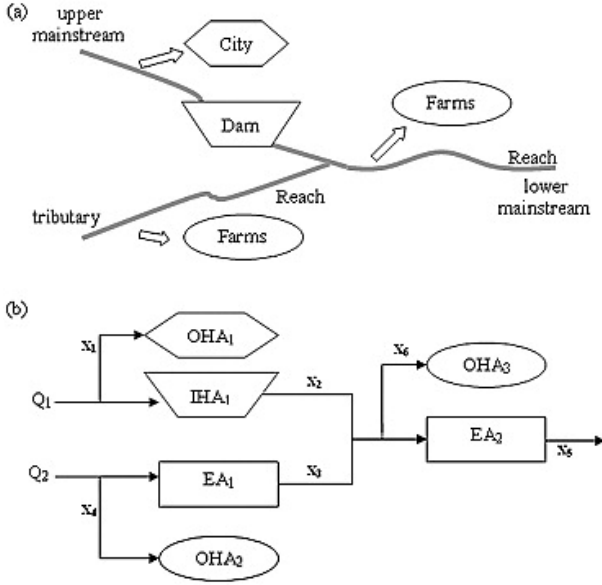 (a)
upper
mainstream
City
Dam
Farms
Reach
lower
mainstream
Reach
tributary
Farms
(b)
X1
OHA1
X6
OHA3
Q1
IHA1
X2
EA2
X5
Q2
EA1
X3
X4
OHA2